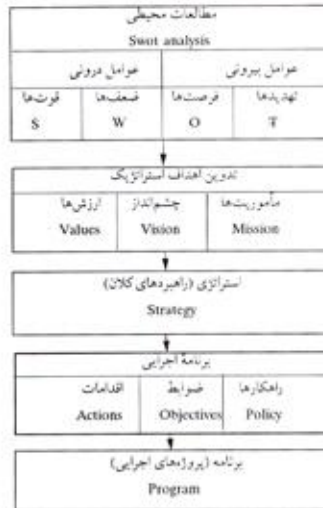 مطالعات محیطی
Swot analysis
عوامل بیرونی عوامل درونی
تهدیدها فرصت‌ها ضعف‌ها قوت‌ها
T O W S
تدوین اهداف استراتژیک
مأموریت‌ها چشم‌انداز ارزش‌ها
Mission Vision Values
استراتژی (راهبردهای کلان)
Strategy
برنامهٔ اجرایی
راهکارها ضوابط اقدامات
Policy Objectives Actions
برنامه (پروژه‌های اجرایی)
Program